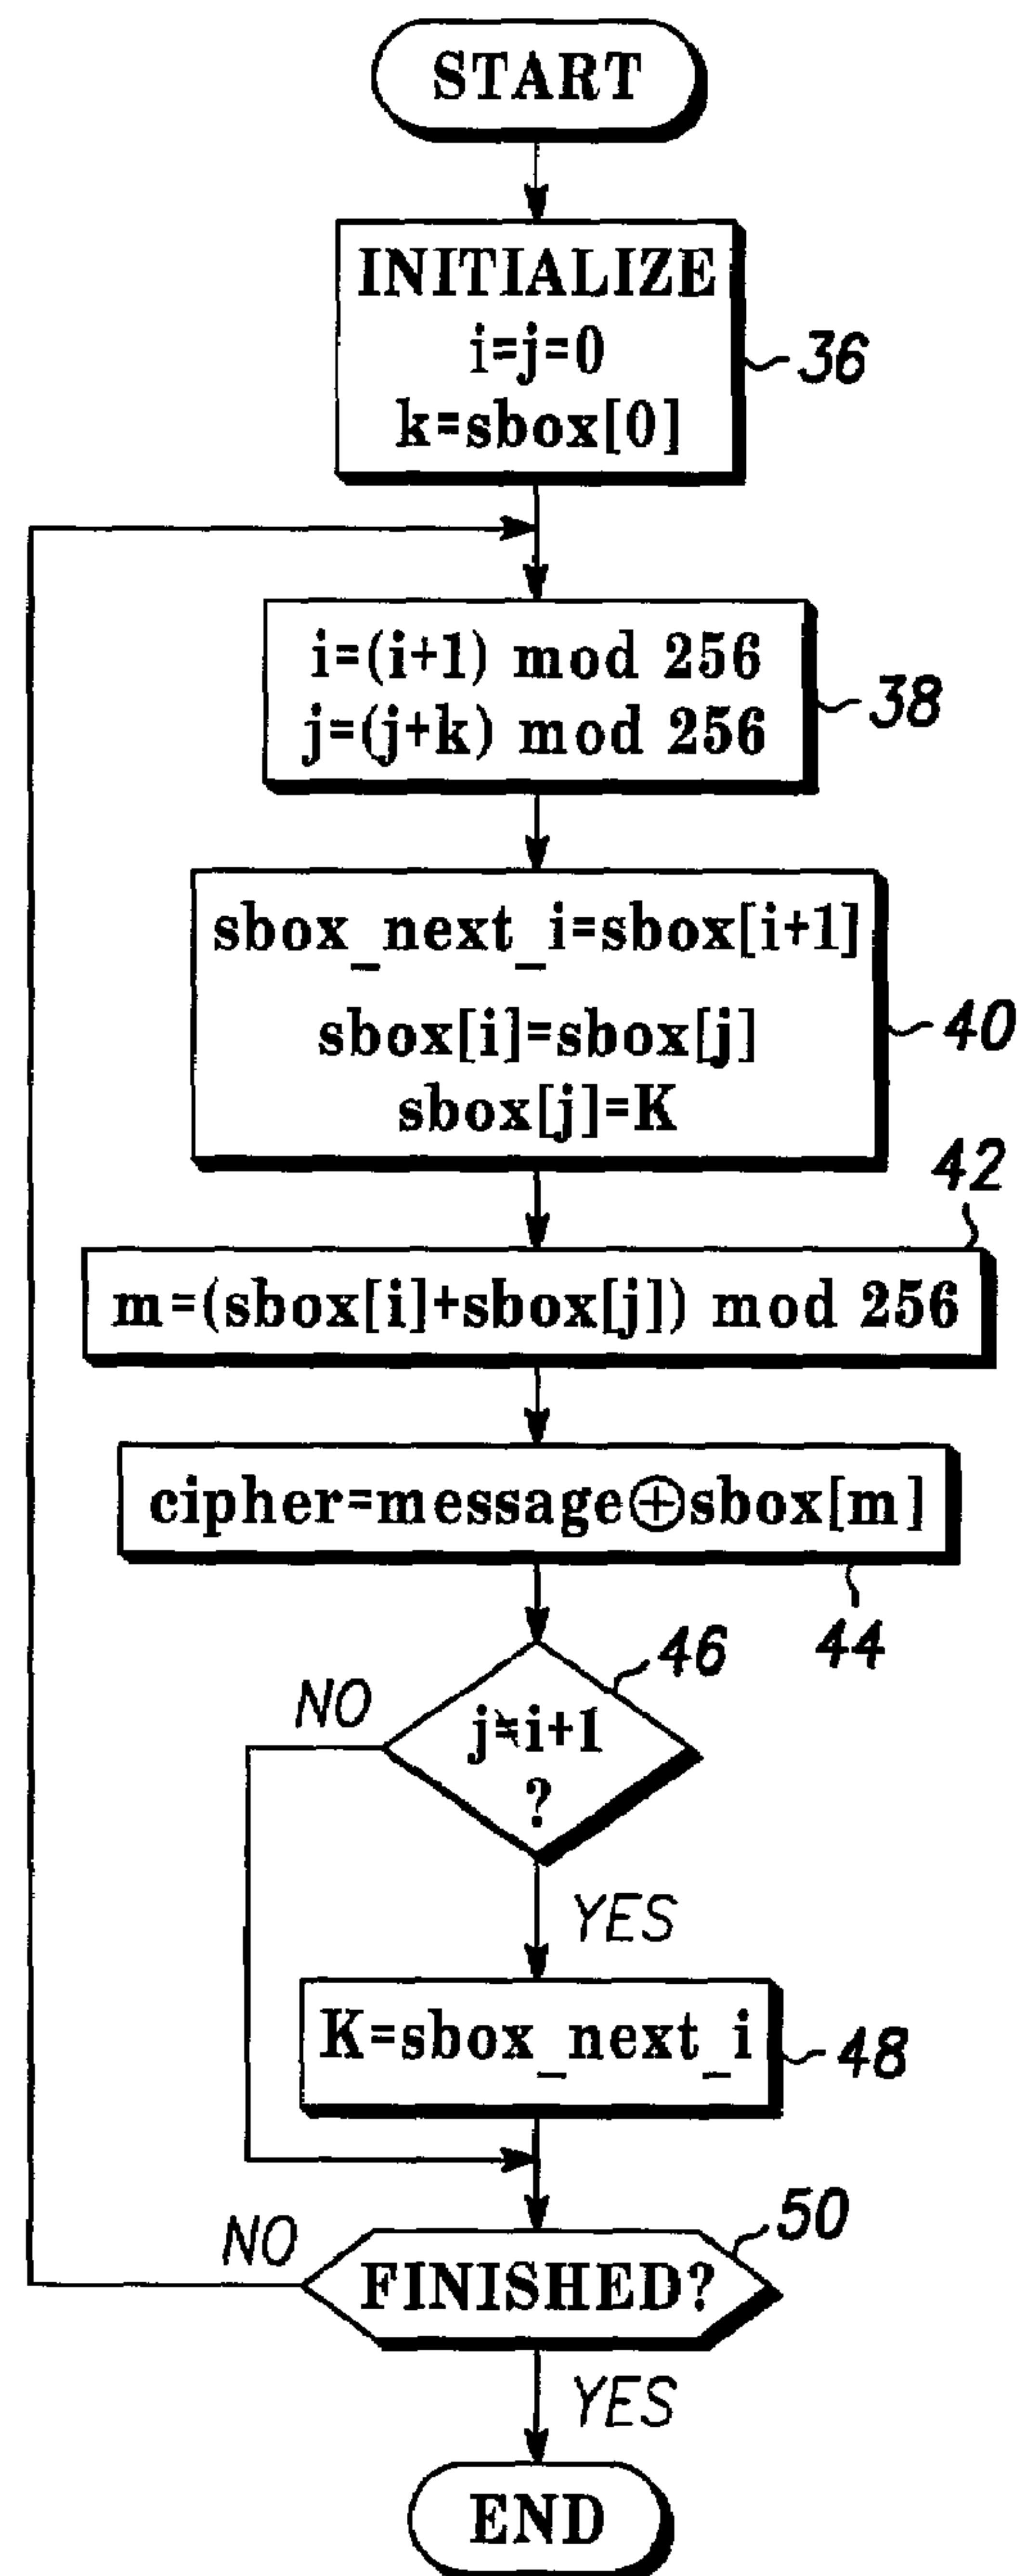 START
INITIALIZE
i=j=0
k=sbox[0]
36
i=(i+1) mod 256
j=(j+k) mod 256
38
sbox_next_i=sbox[i+1]
sbox[i]=sbox[j]
sbox[j]=K
40
42
m=(sbox[i]+sbox[j]) mod 256
cipher=message⊕sbox[m]
44
46
NO
j≠i+1
?
YES
K=sbox_next_i
48
50
NO
FINISHED?
YES
END